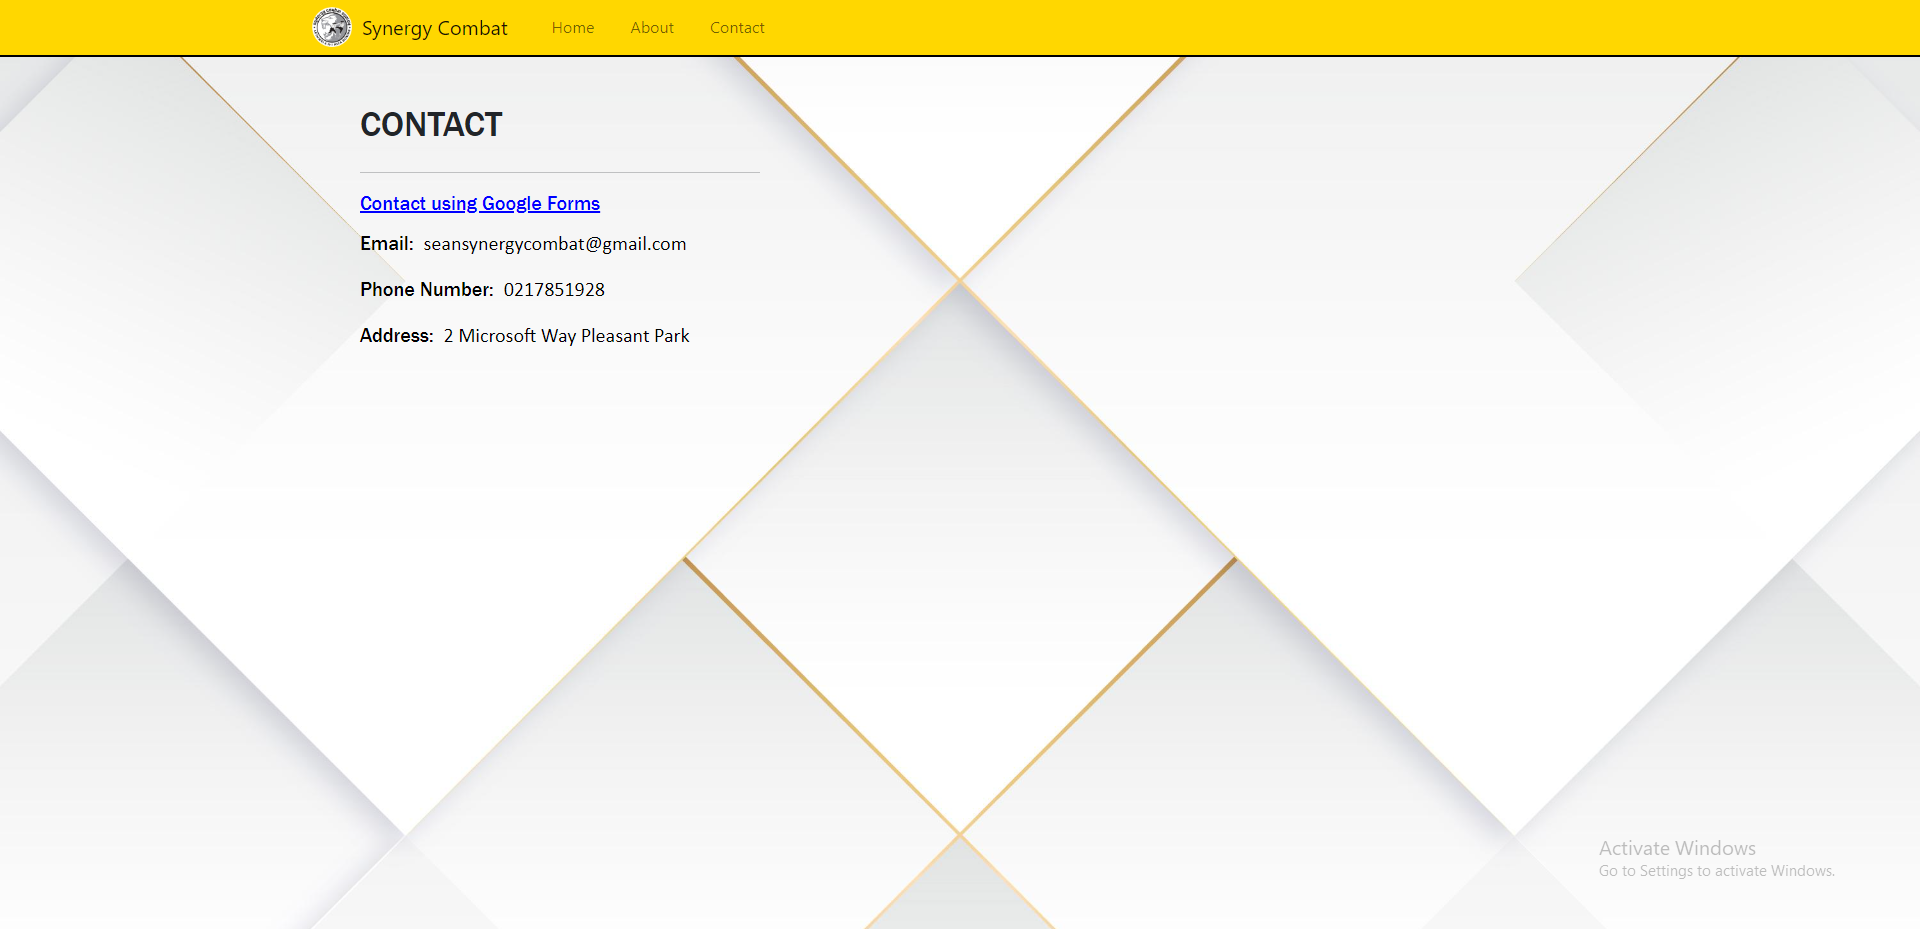 Synergy Combat Home About Contact
CONTACT
Contact using Google Forms
Email: seansynergycombat@gmail.com
Phone Number: 0217851928
Address: 2 Microsoft Way Pleasant Park
Activate Windows
Go to Settings to activate Windows.